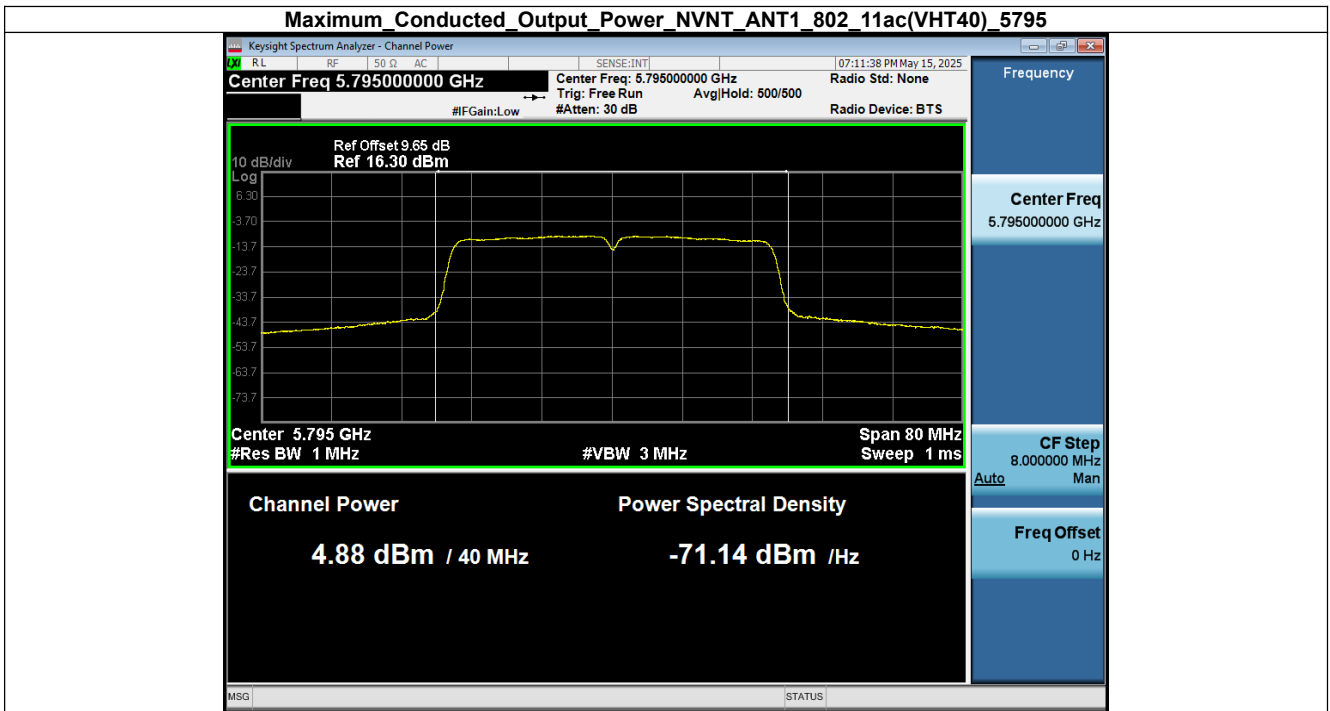 Maximum_Conducted_Output_Power_NVNT_ANT1_802_11ac(VHT40)_5795
Keysight Spectrum Analyzer - Channel Power
LXI RL RF 50 Ω AC SENSE:INT 07:11:38 PM May 15, 2025
Center Freq 5.795000000 GHz
#IFGain:Low
Center Freq: 5.795000000 GHz
Trig: Free Run Avg|Hold: 500/500
#Atten: 30 dB
Radio Std: None
Radio Device: BTS
Frequency
Ref Offset 9.65 dB
10 dB/div Ref 16.30 dBm
Log
6.30
-3.70
-13.7
-23.7
-33.7
-43.7
-53.7
-63.7
-73.7
Center 5.795 GHz Span 80 MHz
#Res BW 1 MHz #VBW 3 MHz Sweep 1 ms
Channel Power Power Spectral Density
4.88 dBm / 40 MHz -71.14 dBm /Hz
Center Freq
5.795000000 GHz
CF Step
8.000000 MHz
Auto Man
Freq Offset
0 Hz
MSG STATUS